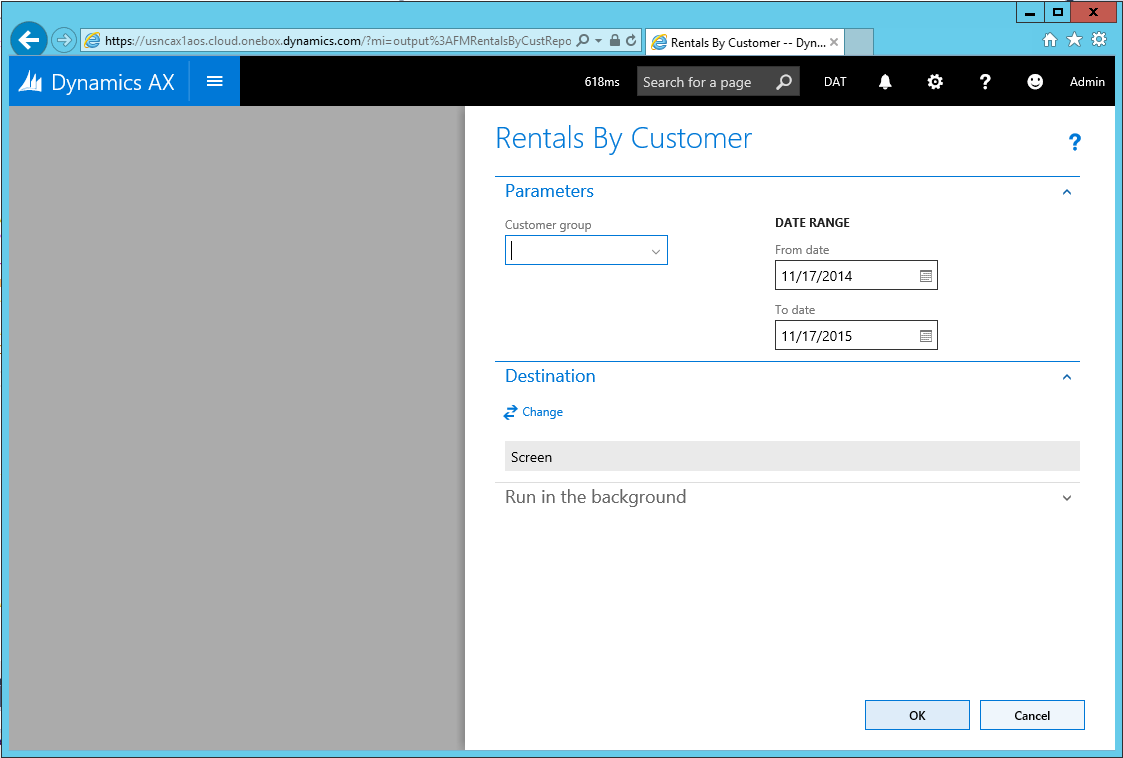 https://usncax1aos.cloud.onebox.dynamics.com/?mi=output%3AFMRentalsByCustRepo
Rentals By Customer -- Dyn...
Dynamics AX
618ms
Search for a page
DAT
?
Admin
Rentals By Customer
?
Parameters
Customer group
DATE RANGE
From date
11/17/2014
To date
11/17/2015
Destination
Change
Screen
Run in the background
OK
Cancel